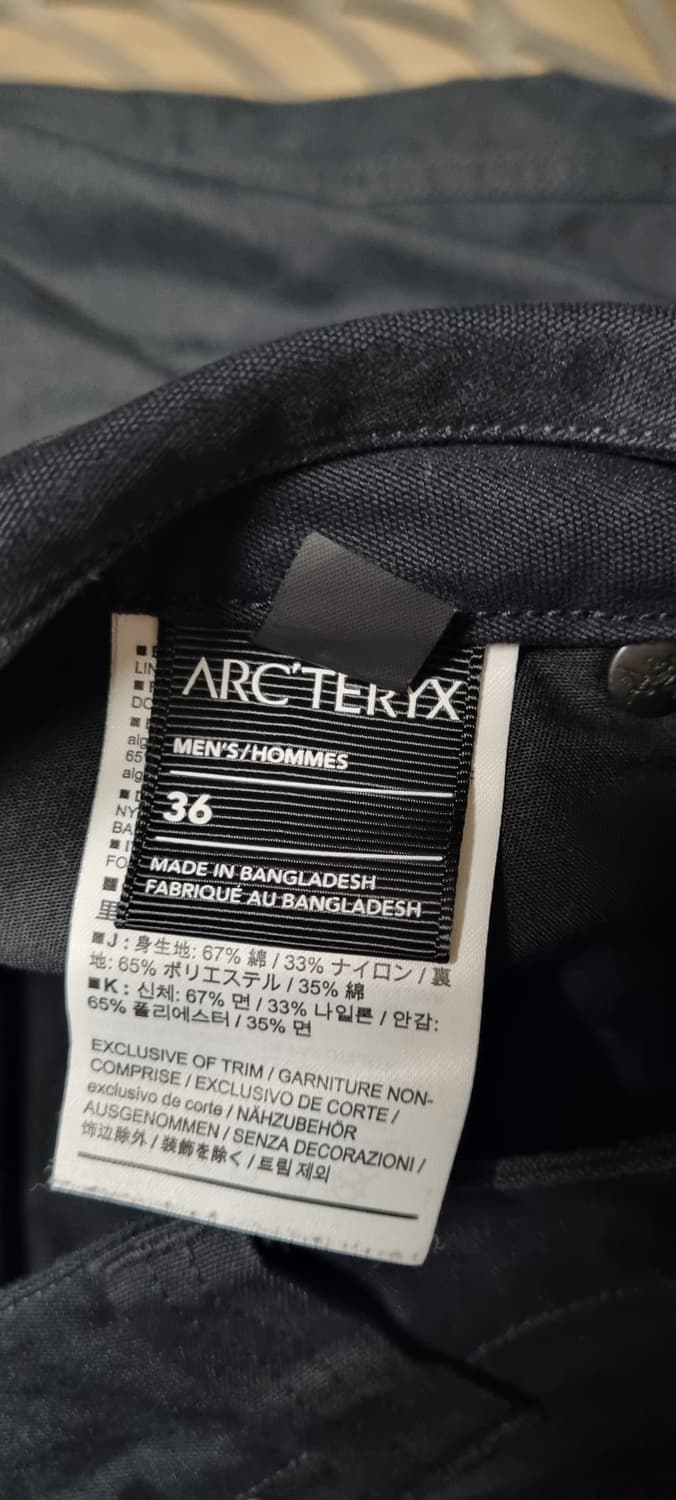 ARC'TERYX
MEN'S/HOMMES
36
MADE IN BANGLADESH
FABRIQUÉ AU BANGLADESH
LIN
DO
alg
65
alg
NY
BA
FO
里
■J : 身生地: 67% 綿 / 33% ナイロン / 裏
地: 65% ポリエステル / 35% 綿
■K : 신체: 67% 면 / 33% 나일론 / 안감:
65% 폴리에스터 / 35% 면
EXCLUSIVE OF TRIM / GARNITURE NON-
COMPRISE / EXCLUSIVO DE CORTE /
exclusivo de corte / NÄHZUBEHÖR
AUSGENOMMEN / SENZA DECORAZIONI /
饰边除外 / 装飾を除く / 트림 제외